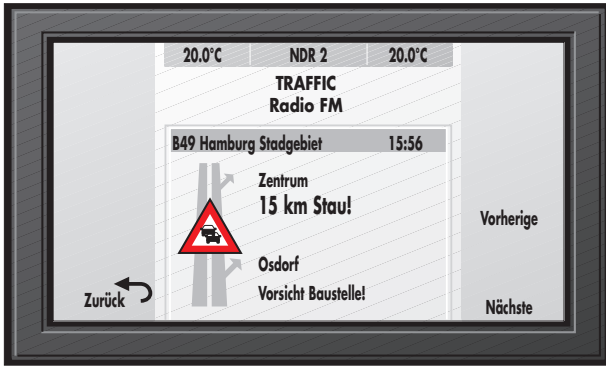 20.0°C NDR 2 20.0°C
TRAFFIC
Radio FM
B49 Hamburg Stadgebiet 15:56
Zentrum
15 km Stau!
Vorherige
Osdorf
Zurück
Vorsicht Baustelle!
Nächste